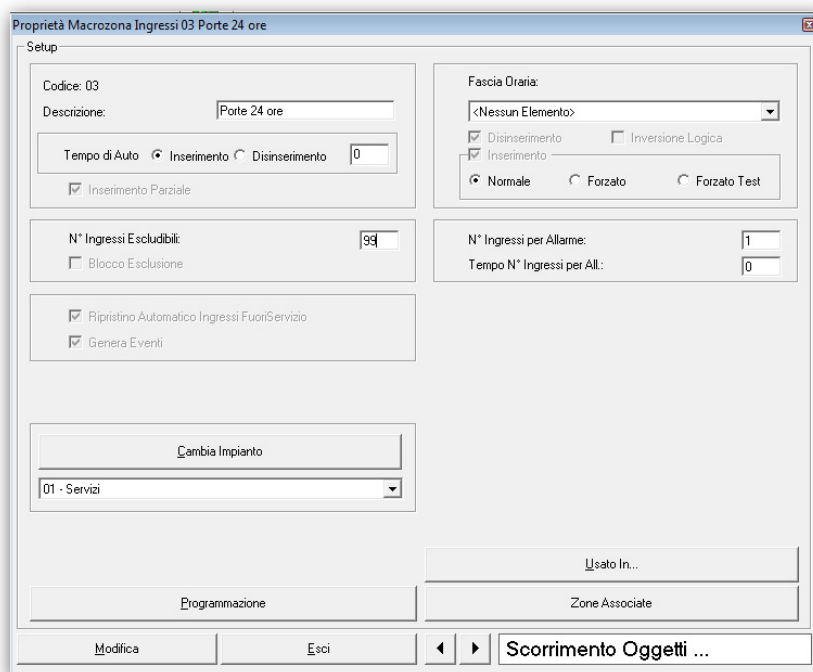 Proprietà Macrozona Ingressi 03 Porte 24 ore
Setup
Codice: 03
Descrizione: Porte 24 ore
Tempo di Auto Inserimento Disinserimento 0
Inserimento Parziale
Fascia Oraria:
<Nessun Elemento>
Disinserimento Inversione Logica
Inserimento
Normale Forzato Forzato Test
N° Ingressi Escludibili: 99
Blocco Esclusione
N° Ingressi per Allarme: 1
Tempo N° Ingressi per All.: 0
Ripristino Automatico Ingressi FuoriServizio
Genera Eventi
Cambia Impianto
01 - Servizi
Usato In...
Programmazione Zone Associate
Modifica Esci Scorrimento Oggetti ...